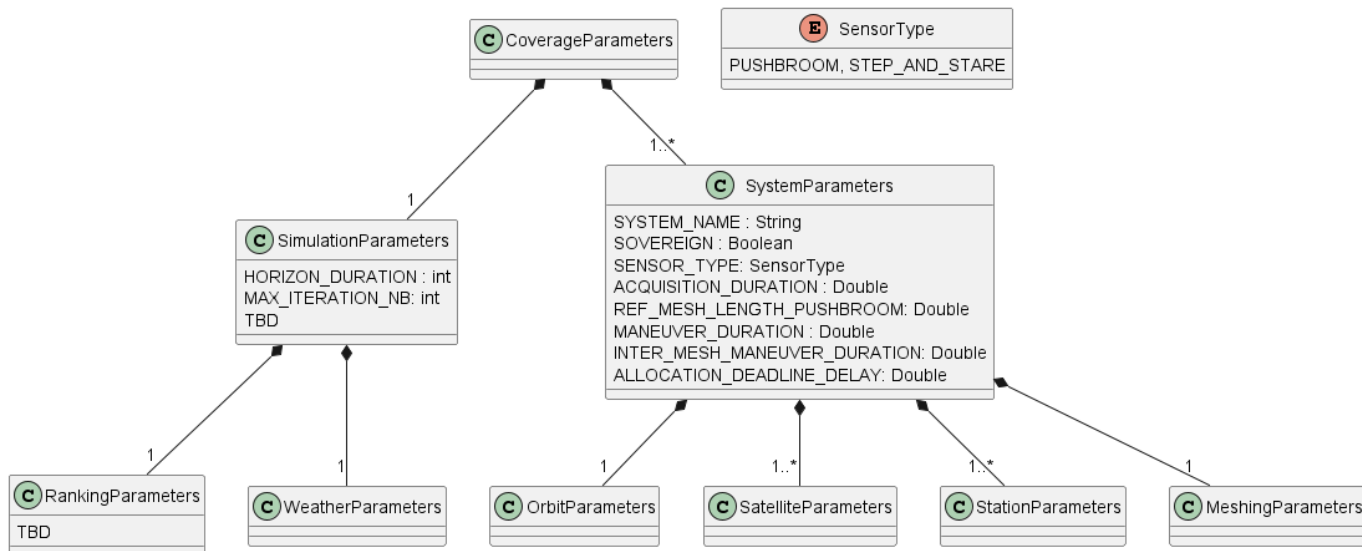 C CoverageParameters
E SensorType
PUSHBROOM, STEP_AND_STARE
1..*
C SystemParameters
1
C SimulationParameters
SYSTEM_NAME : String
SOVEREIGN : Boolean
SENSOR_TYPE: SensorType
ACQUISITION_DURATION : Double
REF_MESH_LENGTH_PUSHBROOM: Double
MANEUVER_DURATION : Double
INTER_MESH_MANEUVER_DURATION: Double
ALLOCATION_DEADLINE_DELAY: Double
HORIZON_DURATION : int
MAX_ITERATION_NB: int
TBD
1
1
1
1..*
1..*
1
C RankingParameters
TBD
C WeatherParameters
C OrbitParameters
C SatelliteParameters
C StationParameters
C MeshingParameters